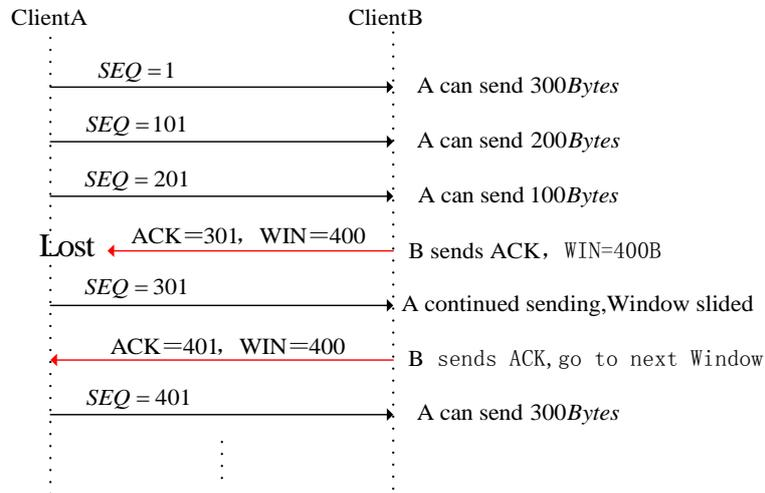 ClientA ClientB
SEQ = 1 A can send 300Bytes
SEQ = 101 A can send 200Bytes
SEQ = 201 A can send 100Bytes
Lost ACK＝301，WIN＝400 B sends ACK，WIN=400B
SEQ = 301 A continued sending,Window slided
ACK＝401，WIN＝400 B sends ACK,go to next Window
SEQ = 401 A can send 300Bytes